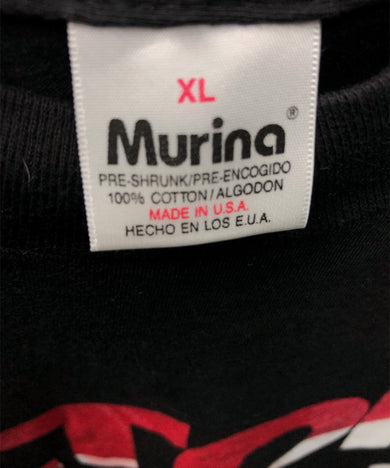 XL
Murina®
PRE-SHRUNK/PRE-ENCOGIDO
100% COTTON/ALGODON
MADE IN U.S.A.
HECHO EN LOS E.U.A.